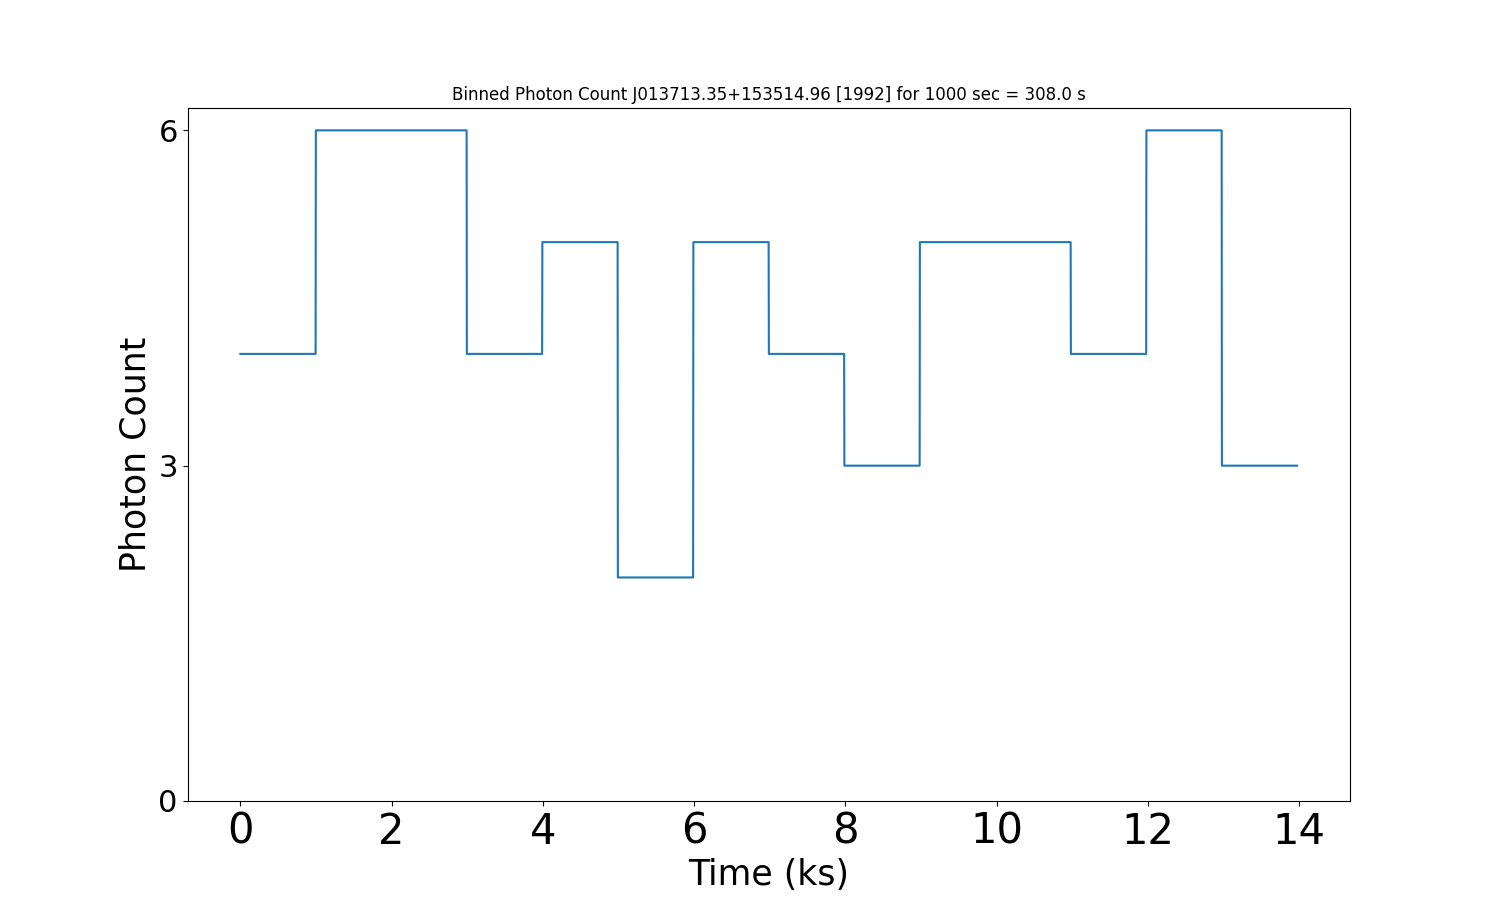 Binned Photon Count J013713.35+153514.96 [1992] for 1000 sec = 308.0 s
6
3
0
Photon Count
0 2 4 6 8 10 12 14
Time (ks)